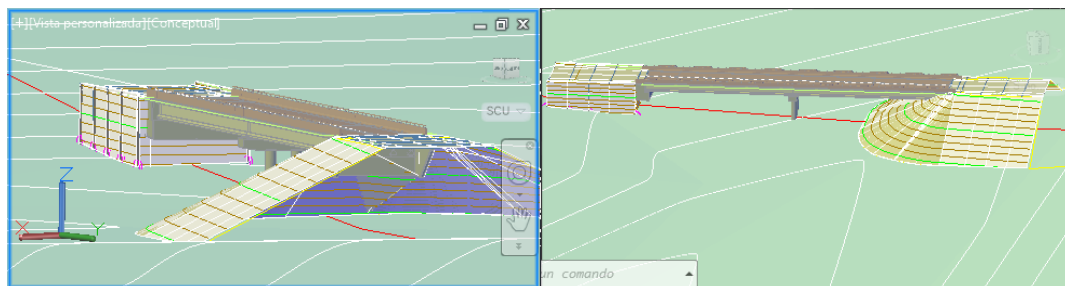 [+][Vista personalizada][Conceptual]
SCU
Z
X
Y
un comando